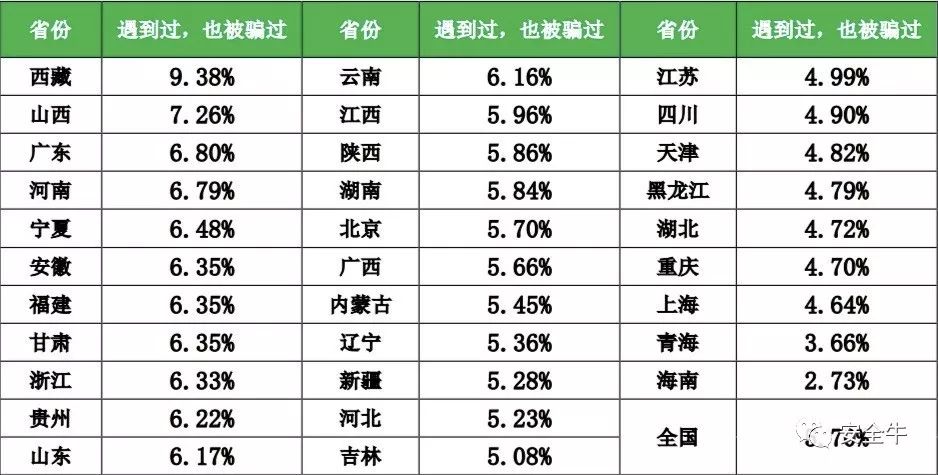 省份 遇到过，也被骗过 省份 遇到过，也被骗过 省份 遇到过，也被骗过
西藏 9.38% 云南 6.16% 江苏 4.99%
山西 7.26% 江西 5.96% 四川 4.90%
广东 6.80% 陕西 5.86% 天津 4.82%
河南 6.79% 湖南 5.84% 黑龙江 4.79%
宁夏 6.48% 北京 5.70% 湖北 4.72%
安徽 6.35% 广西 5.66% 重庆 4.70%
福建 6.35% 内蒙古 5.45% 上海 4.64%
甘肃 6.35% 辽宁 5.36% 青海 3.66%
浙江 6.33% 新疆 5.28% 海南 2.73%
贵州 6.22% 河北 5.23% 全国
山东 6.17% 吉林 5.08%
安全牛